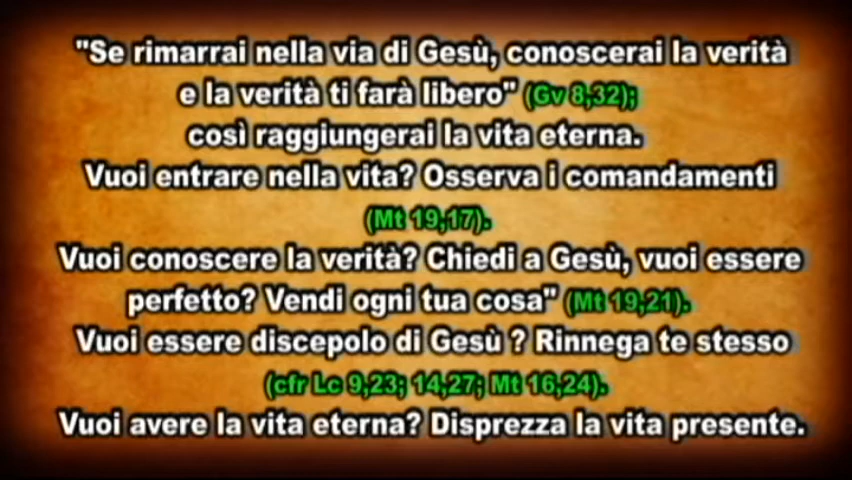 "Se rimarrai nella via di Gesù, conoscerai la verità
e la verità ti farà libero" (Gv 8,32);
così raggiungerai la vita eterna.
Vuoi entrare nella vita? Osserva i comandamenti
(Mt 19,17).
Vuoi conoscere la verità? Chiedi a Gesù, vuoi essere
perfetto? Vendi ogni tua cosa" (Mt 19,21).
Vuoi essere discepolo di Gesù ? Rinnega te stesso
(cfr Lc 9,23; 14,27; Mt 16,24).
Vuoi avere la vita eterna? Disprezza la vita presente.